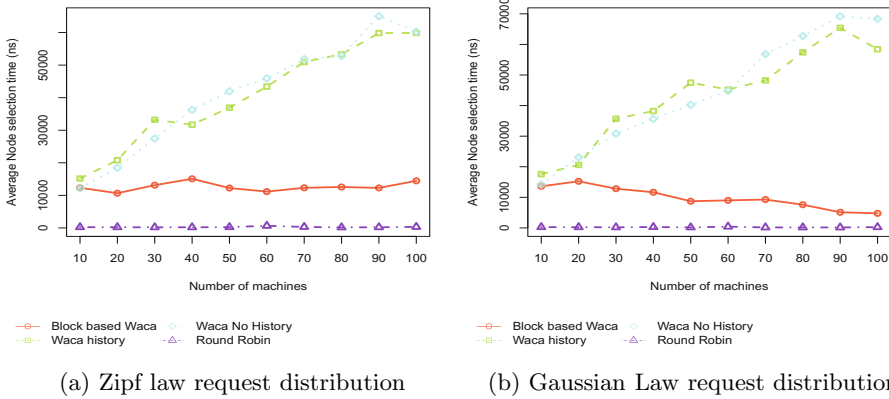 Average Node selection time (ns)
50000
30000
10000
0
10 20 30 40 50 60 70 80 90 100
Number of machines
Block based Waca
Waca No History
Waca history
Round Robin
(a) Zipf law request distribution
Average Node selection time (ns)
70000
50000
30000
10000
0
10 20 30 40 50 60 70 80 90 100
Number of machines
Block based Waca
Waca No History
Waca history
Round Robin
(b) Gaussian Law request distribution